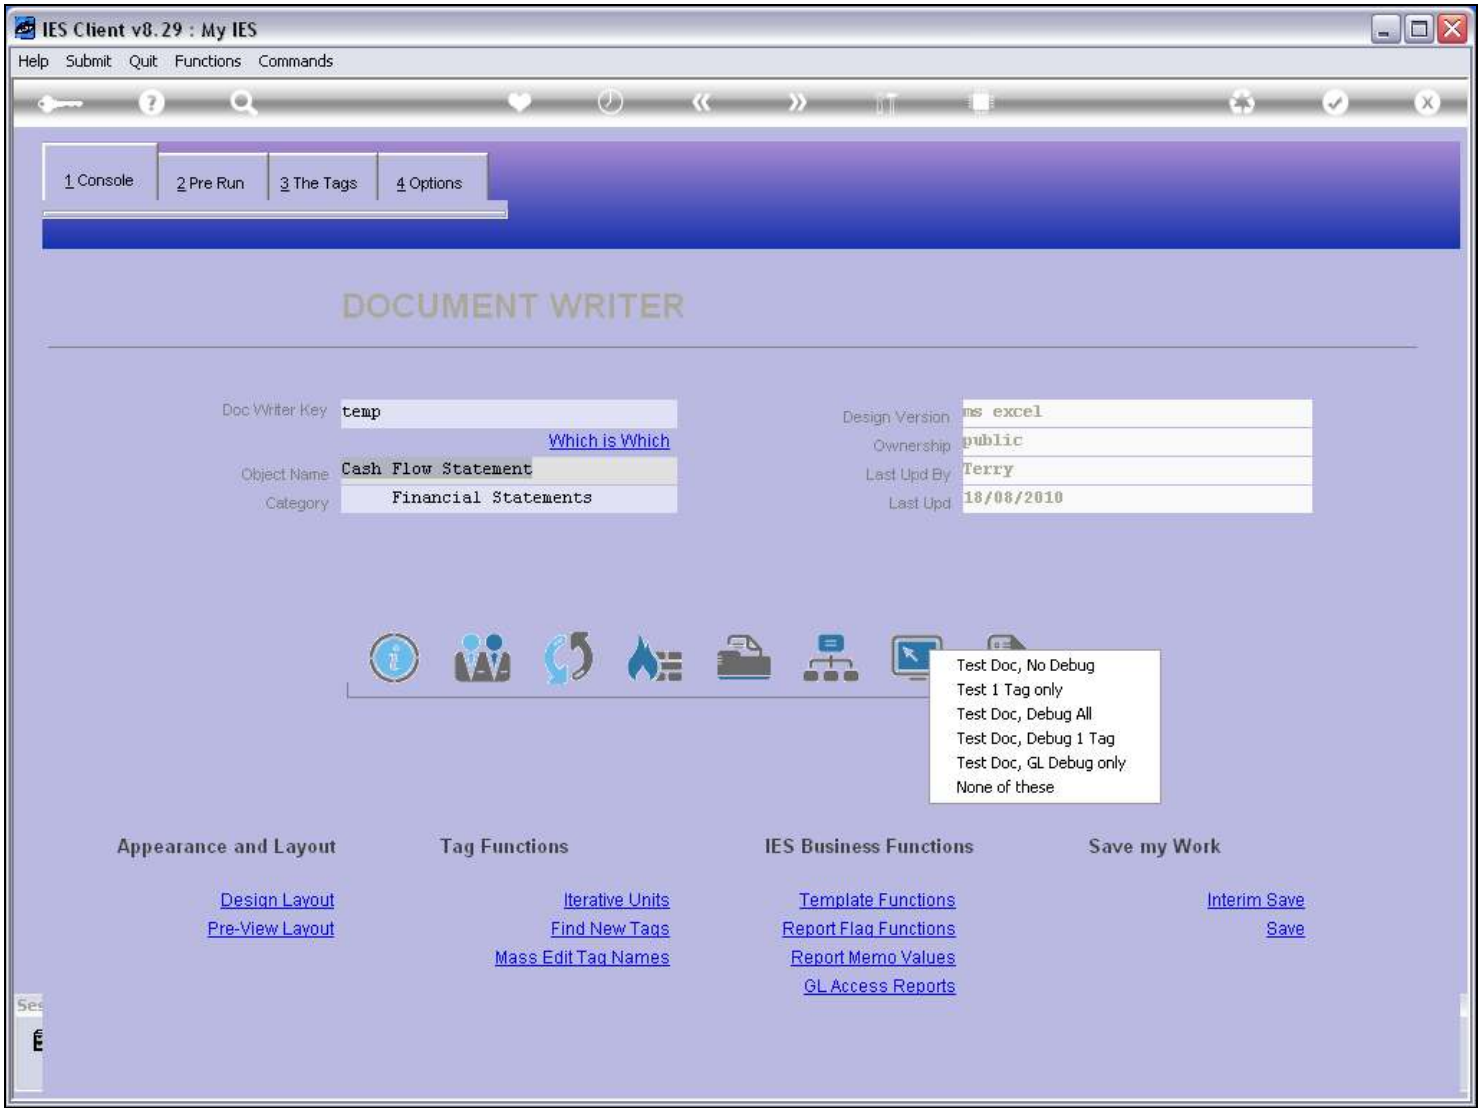 IES Client v8.29 : My IES
Help Submit Quit Functions Commands
1 Console
2 Pre Run
3 The Tags
4 Options
DOCUMENT WRITER
Doc Writer Key temp
Which is Which
Object Name Cash Flow Statement
Category Financial Statements
Design Version ms excel
Ownership public
Last Upd By Terry
Last Upd 18/08/2010
Test Doc, No Debug
Test 1 Tag only
Test Doc, Debug All
Test Doc, Debug 1 Tag
Test Doc, GL Debug only
None of these
Appearance and Layout
Design Layout
Pre-View Layout
Tag Functions
Iterative Units
Find New Tags
Mass Edit Tag Names
IES Business Functions
Template Functions
Report Flag Functions
Report Memo Values
GL Access Reports
Save my Work
Interim Save
Save